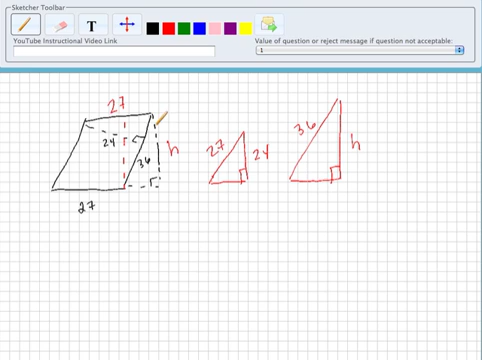 Sketcher Toolbar
T
YouTube Instructional Video Link
Value of question or reject message if question not acceptable:
1
27
24
36
h
27
27
24
36
h